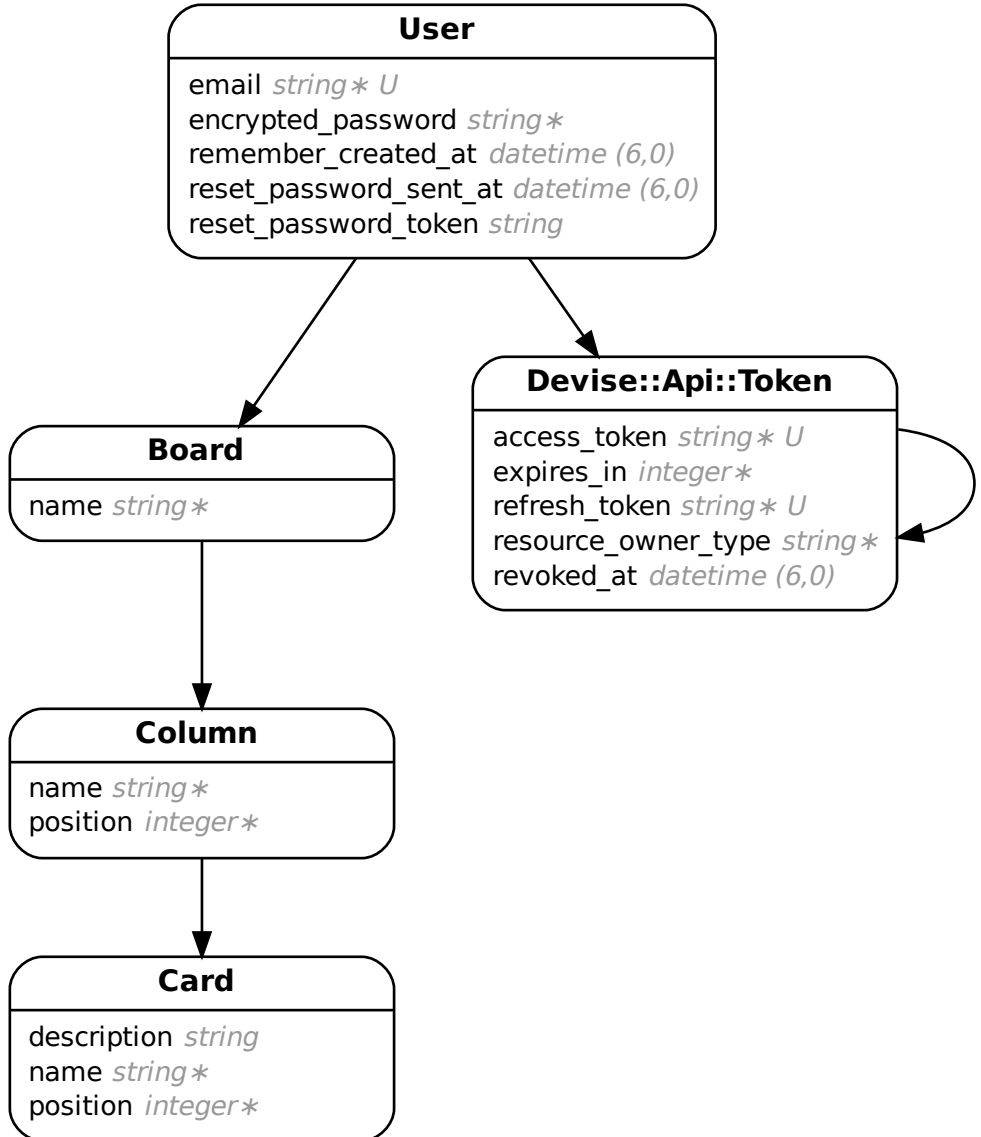 User
email string∗ U
encrypted_password string∗
remember_created_at datetime (6,0)
reset_password_sent_at datetime (6,0)
reset_password_token string
Board
name string∗
Devise::Api::Token
access_token string∗ U
expires_in integer∗
refresh_token string∗ U
resource_owner_type string∗
revoked_at datetime (6,0)
Column
name string∗
position integer∗
Card
description string
name string∗
position integer∗